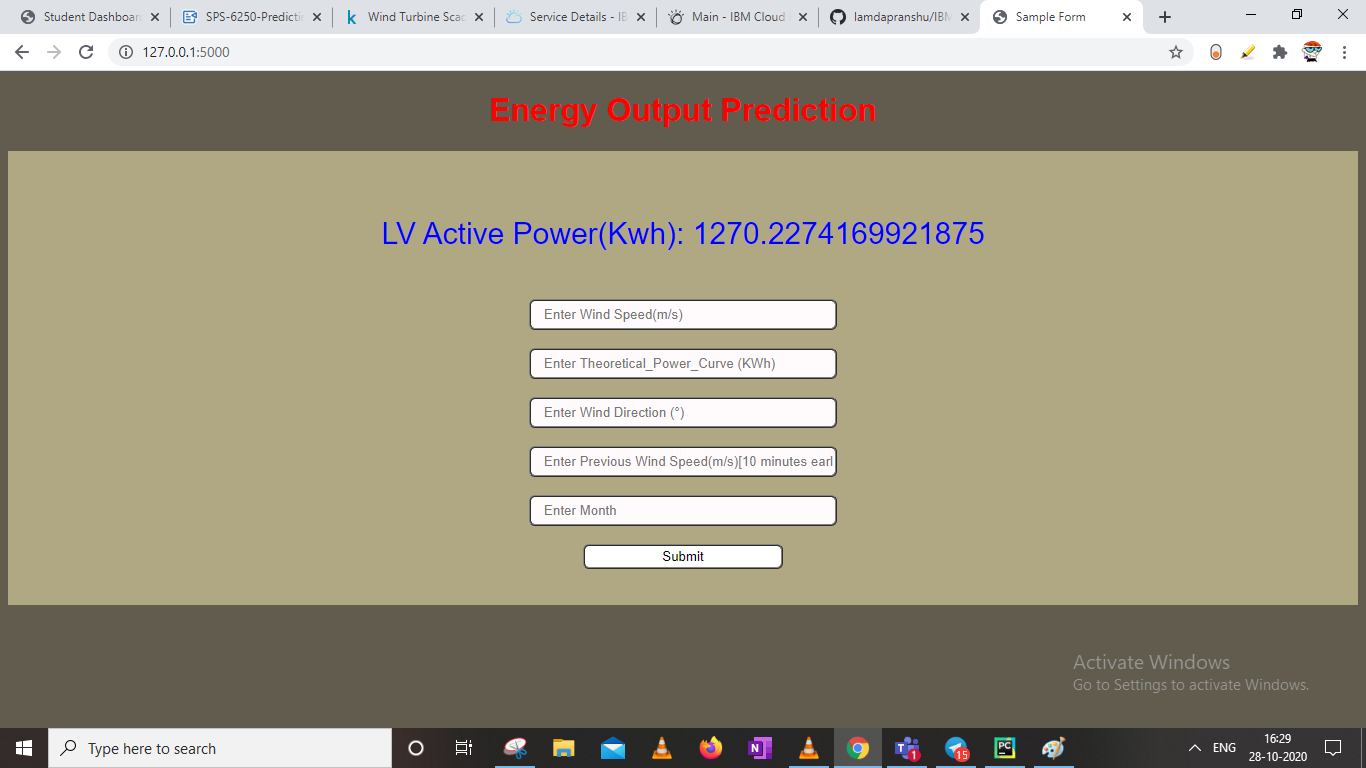 Student Dashboar
SPS-6250-Predicti
Wind Turbine Scad
Service Details - IB
Main - IBM Cloud
Iamdapranshu/IBM
Sample Form
127.0.0.1:5000
Energy Output Prediction
LV Active Power(Kwh): 1270.2274169921875
Enter Wind Speed(m/s)
Enter Theoretical_Power_Curve (KWh)
Enter Wind Direction (°)
Enter Previous Wind Speed(m/s)[10 minutes earl
Enter Month
Submit
Activate Windows
Go to Settings to activate Windows.
Type here to search
1
15
PC
ENG
16:29
28-10-2020